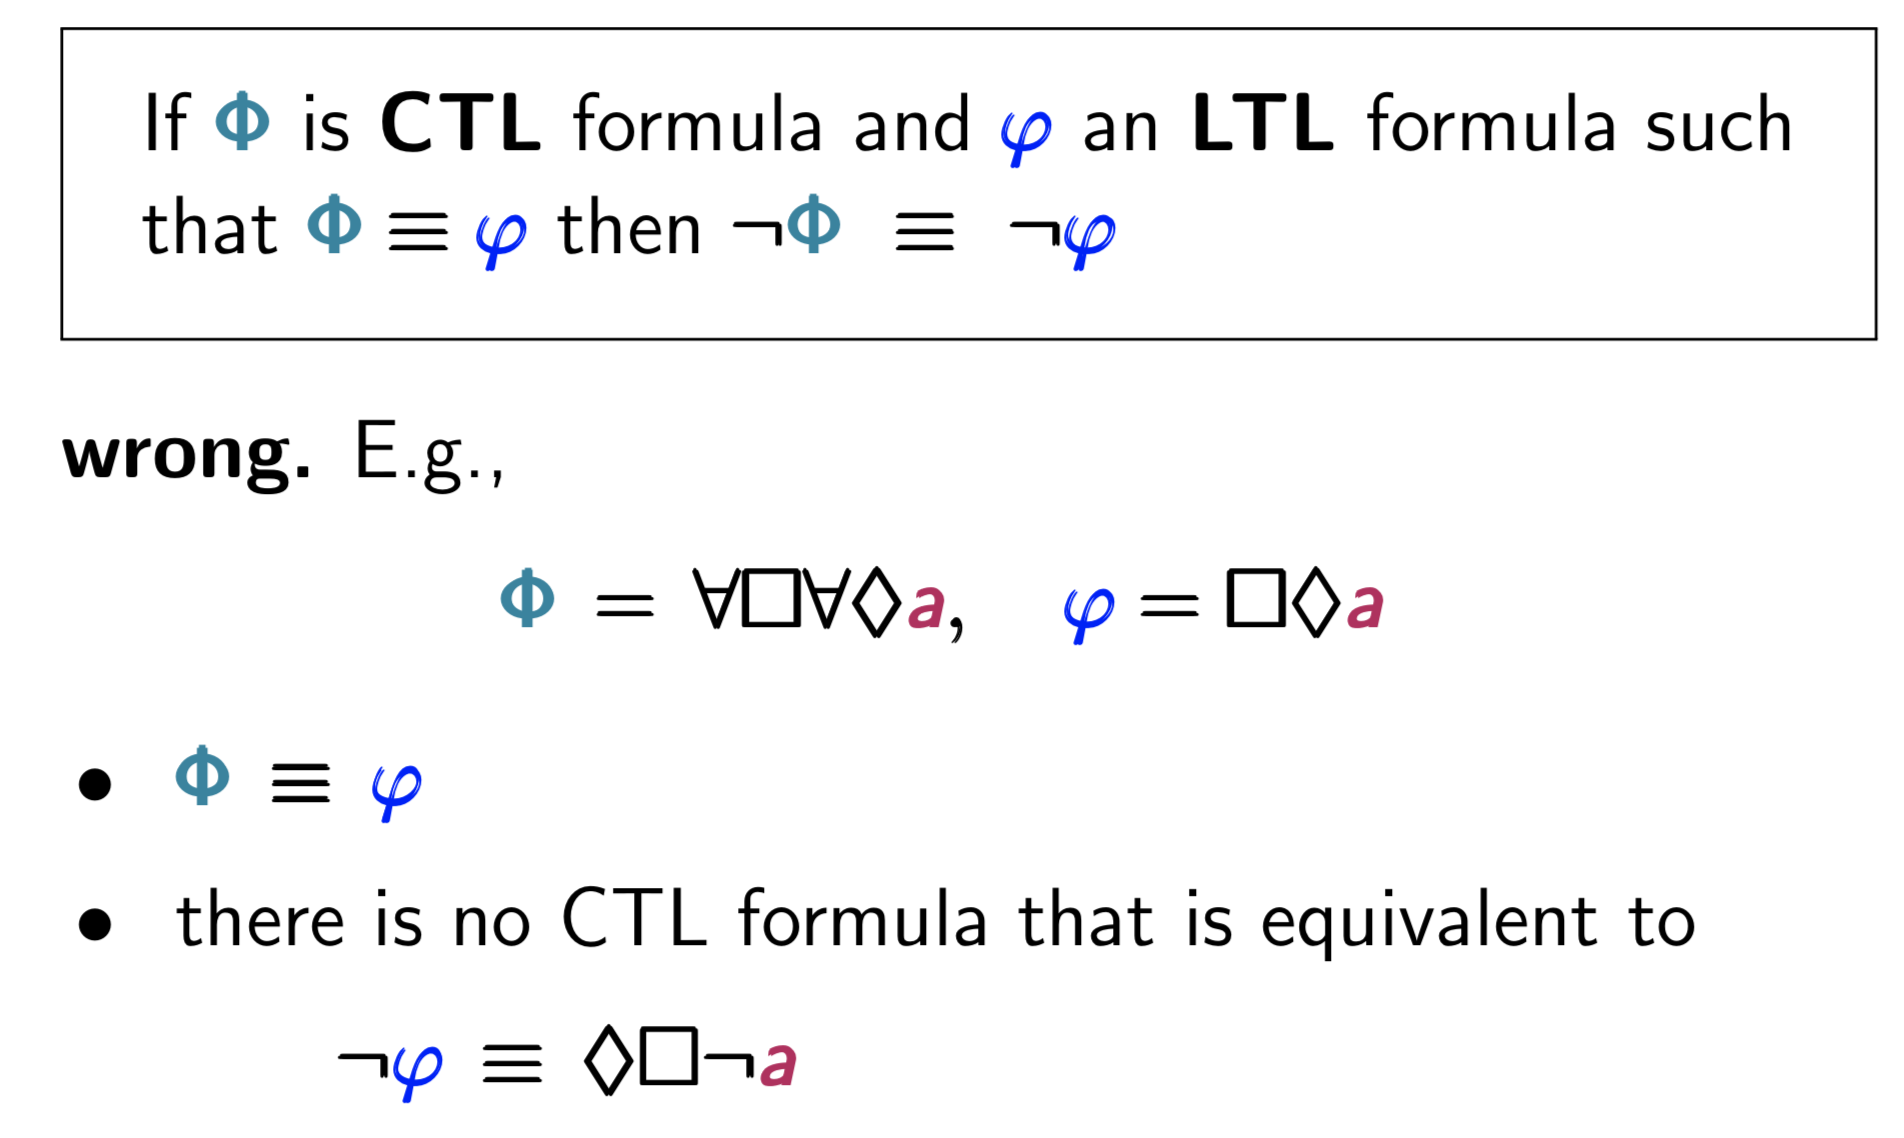 If Φ is CTL formula and φ an LTL formula such
that Φ ≡ φ then ¬Φ ≡ ¬φ
wrong. E.g.,
Φ = ∀□∀◊a, φ = □◊a
• Φ ≡ φ
• there is no CTL formula that is equivalent to
¬φ ≡ ◊□¬a